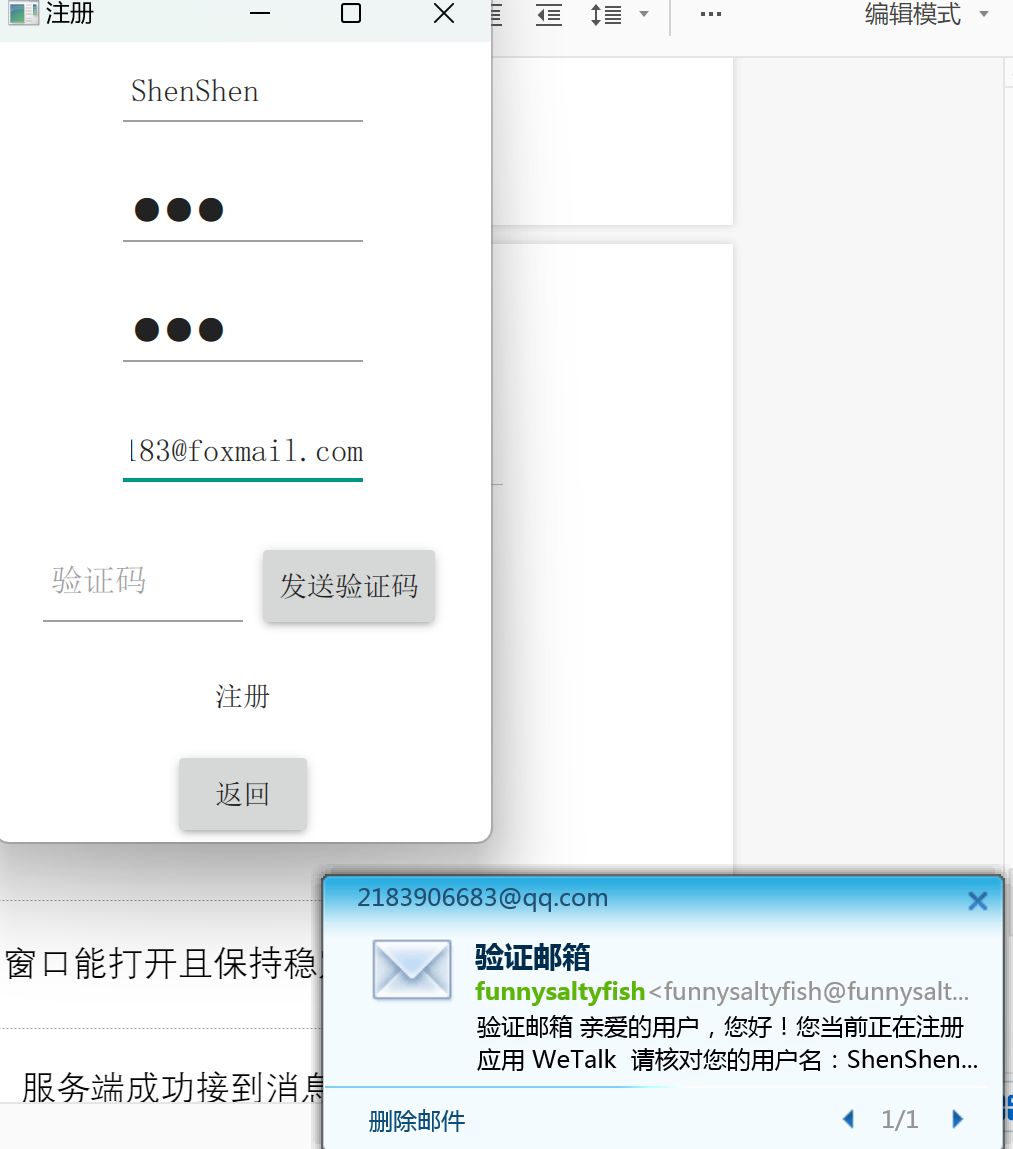 注册
编辑模式
ShenShen
●●●
●●●
183@foxmail.com
验证码
发送验证码
注册
返回
2183906683@qq.com
窗口能打开且保持稳
验证邮箱
funnysaltyfish<funnysaltyfish@funnysalt...
验证邮箱 亲爱的用户，您好！您当前正在注册
应用 WeTalk 请核对您的用户名：ShenShen...
服务端成功接到消息
删除邮件
1/1